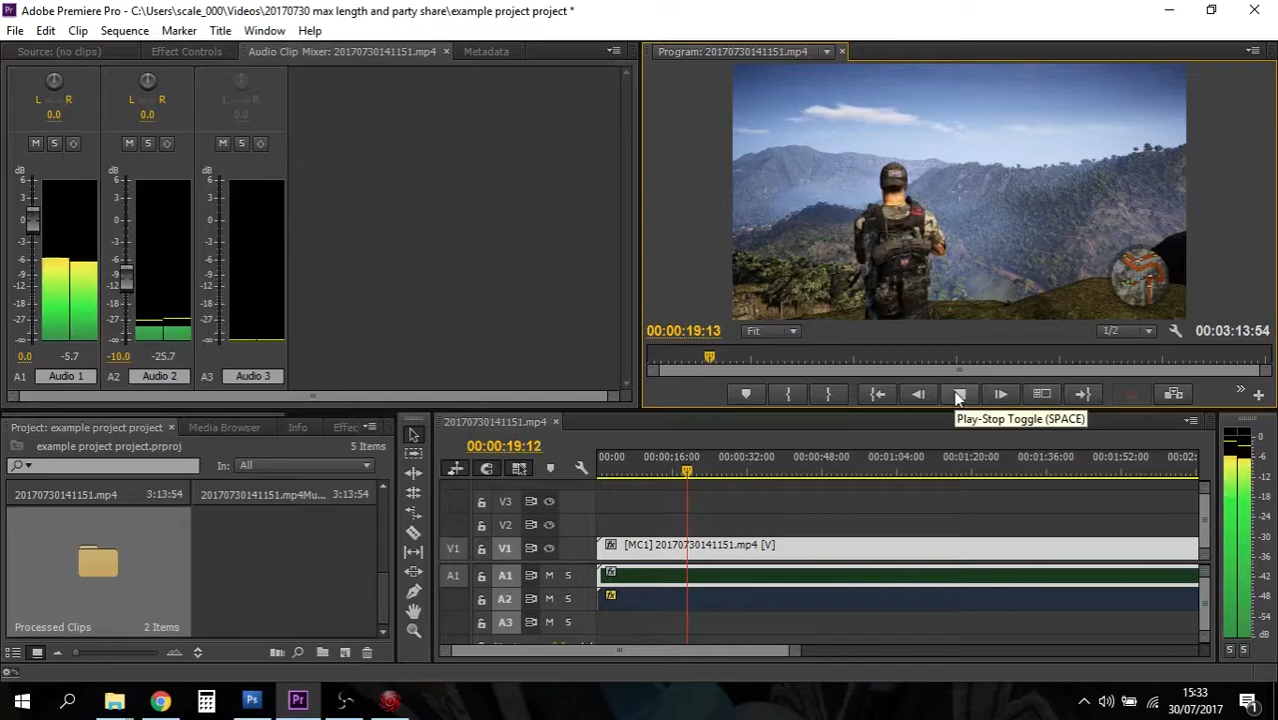 Adobe Premiere Pro - C:\Users\scale_000\Videos\20170730 max length and party share\example project project *
File Edit Clip Sequence Marker Title Window Help
Source: (no clips) Effect Controls Audio Clip Mixer: 20170730141151.mp4 Metadata
Program: 20170730141151.mp4
L R L R
0.0 0.0 0.0
M S M S M S
dB dB dB
6 6 6
3 3 3
0 0 0
-3 -3 -3
-6 -6 -6
-9 -9 -9
-12 -12 -12
-18 -18 -18
-27 -27 -27
-∞ -∞ -∞
0.0 -5.7 -10.0 -25.7
A1 Audio 1 A2 Audio 2 A3 Audio 3
00:00:19:13 Fit 1/2 00:03:13:54
Play-Stop Toggle (SPACE)
Project: example project project Media Browser Info Effec
example project project.prproj 5 Items
In: All
20170730141151.mp4 3:13:54 20170730141151.mp4Mu... 3:13:54
Processed Clips 2 Items
20170730141151.mp4
00:00:19:12
00:00 00:00:16:00 00:00:32:00 00:00:48:00 00:01:04:00 00:01:20:00 00:01:36:00 00:01:52:00 00:02:
V3
V2
V1 V1 [MC1] 20170730141151.mp4 [V]
A1 A1 M S
A2 M S
A3 M S
0
-6
-12
-18
-24
-30
-36
-42
-48
-54
dB
S S
Ps Pr
15:33
30/07/2017
1